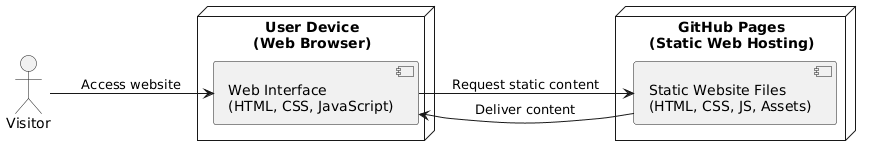 Visitor
Access website
User Device
(Web Browser)
Web Interface
(HTML, CSS, JavaScript)
Request static content
Deliver content
GitHub Pages
(Static Web Hosting)
Static Website Files
(HTML, CSS, JS, Assets)